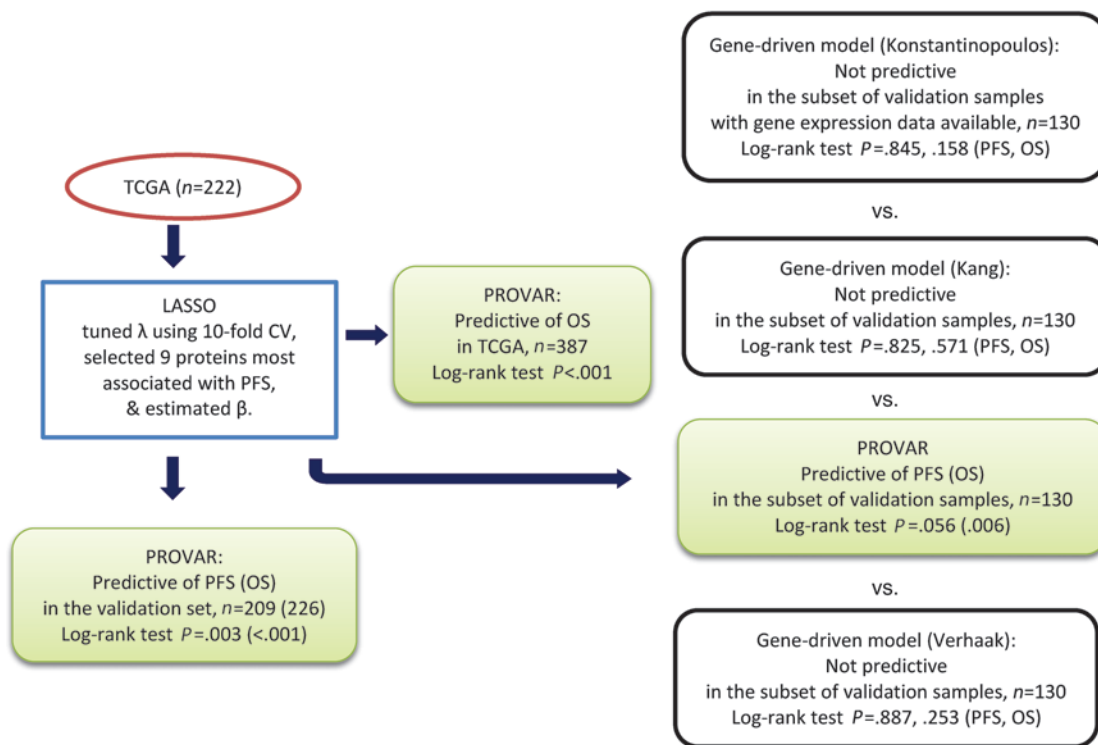 TCGA (n=222)
LASSO
tuned λ using 10-fold CV,
selected 9 proteins most
associated with PFS,
& estimated β.
PROVAR:
Predictive of OS
in TCGA, n=387
Log-rank test P<.001
PROVAR:
Predictive of PFS (OS)
in the validation set, n=209 (226)
Log-rank test P=.003 (<.001)
Gene-driven model (Konstantinopoulos):
Not predictive
in the subset of validation samples
with gene expression data available, n=130
Log-rank test P=.845, .158 (PFS, OS)
vs.
Gene-driven model (Kang):
Not predictive
in the subset of validation samples, n=130
Log-rank test P=.825, .571 (PFS, OS)
vs.
PROVAR
Predictive of PFS (OS)
in the subset of validation samples, n=130
Log-rank test P=.056 (.006)
vs.
Gene-driven model (Verhaak):
Not predictive
in the subset of validation samples, n=130
Log-rank test P=.887, .253 (PFS, OS)